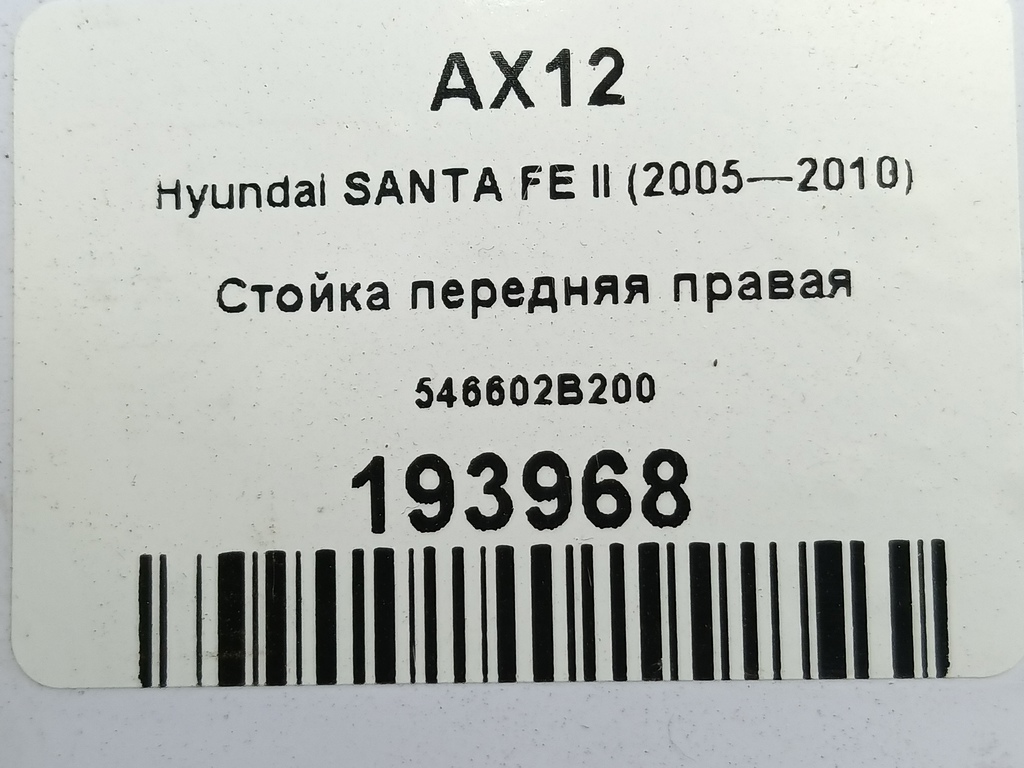 AX12
Hyundai SANTA FE II (2005—2010)
Стойка передняя правая
546602B200
193968